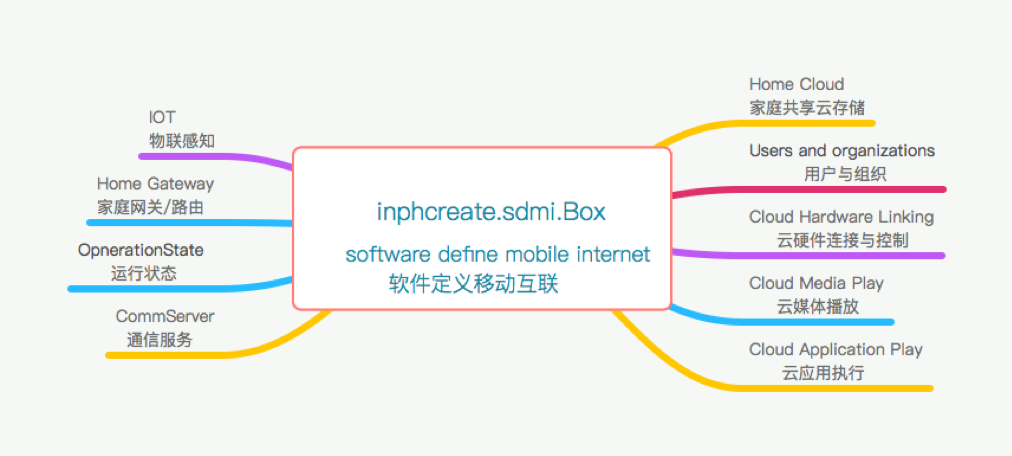 inphcreate.sdmi.Box
software define mobile internet
软件定义移动互联
IOT
物联感知
Home Gateway
家庭网关/路由
OpnerationState
运行状态
CommServer
通信服务
Home Cloud
家庭共享云存储
Users and organizations
用户与组织
Cloud Hardware Linking
云硬件连接与控制
Cloud Media Play
云媒体播放
Cloud Application Play
云应用执行